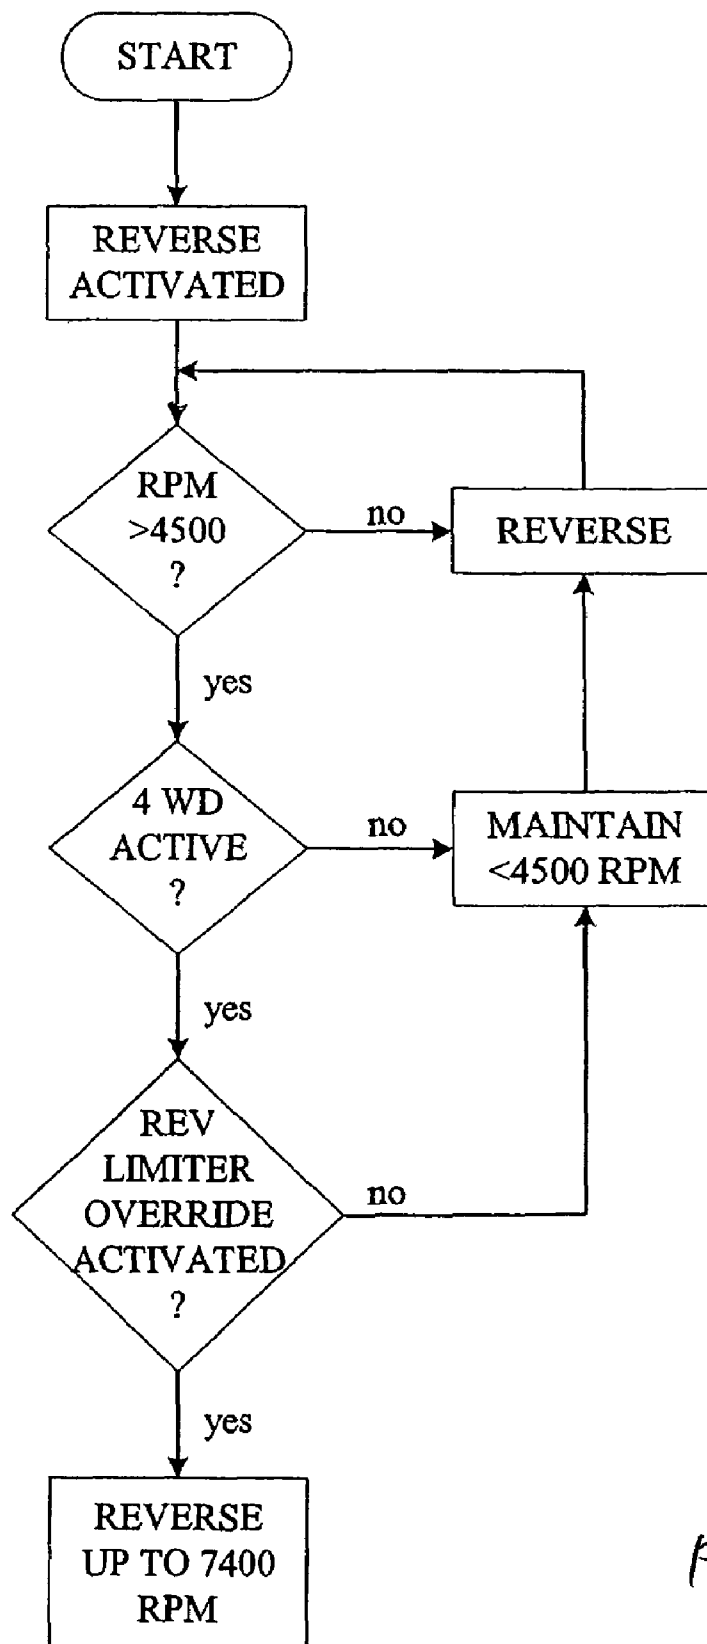 START
REVERSE
ACTIVATED
RPM
>4500
?
no
REVERSE
yes
4 WD
ACTIVE
?
no
MAINTAIN
<4500 RPM
yes
REV
LIMITER
OVERRIDE
ACTIVATED
?
no
yes
REVERSE
UP TO 7400
RPM